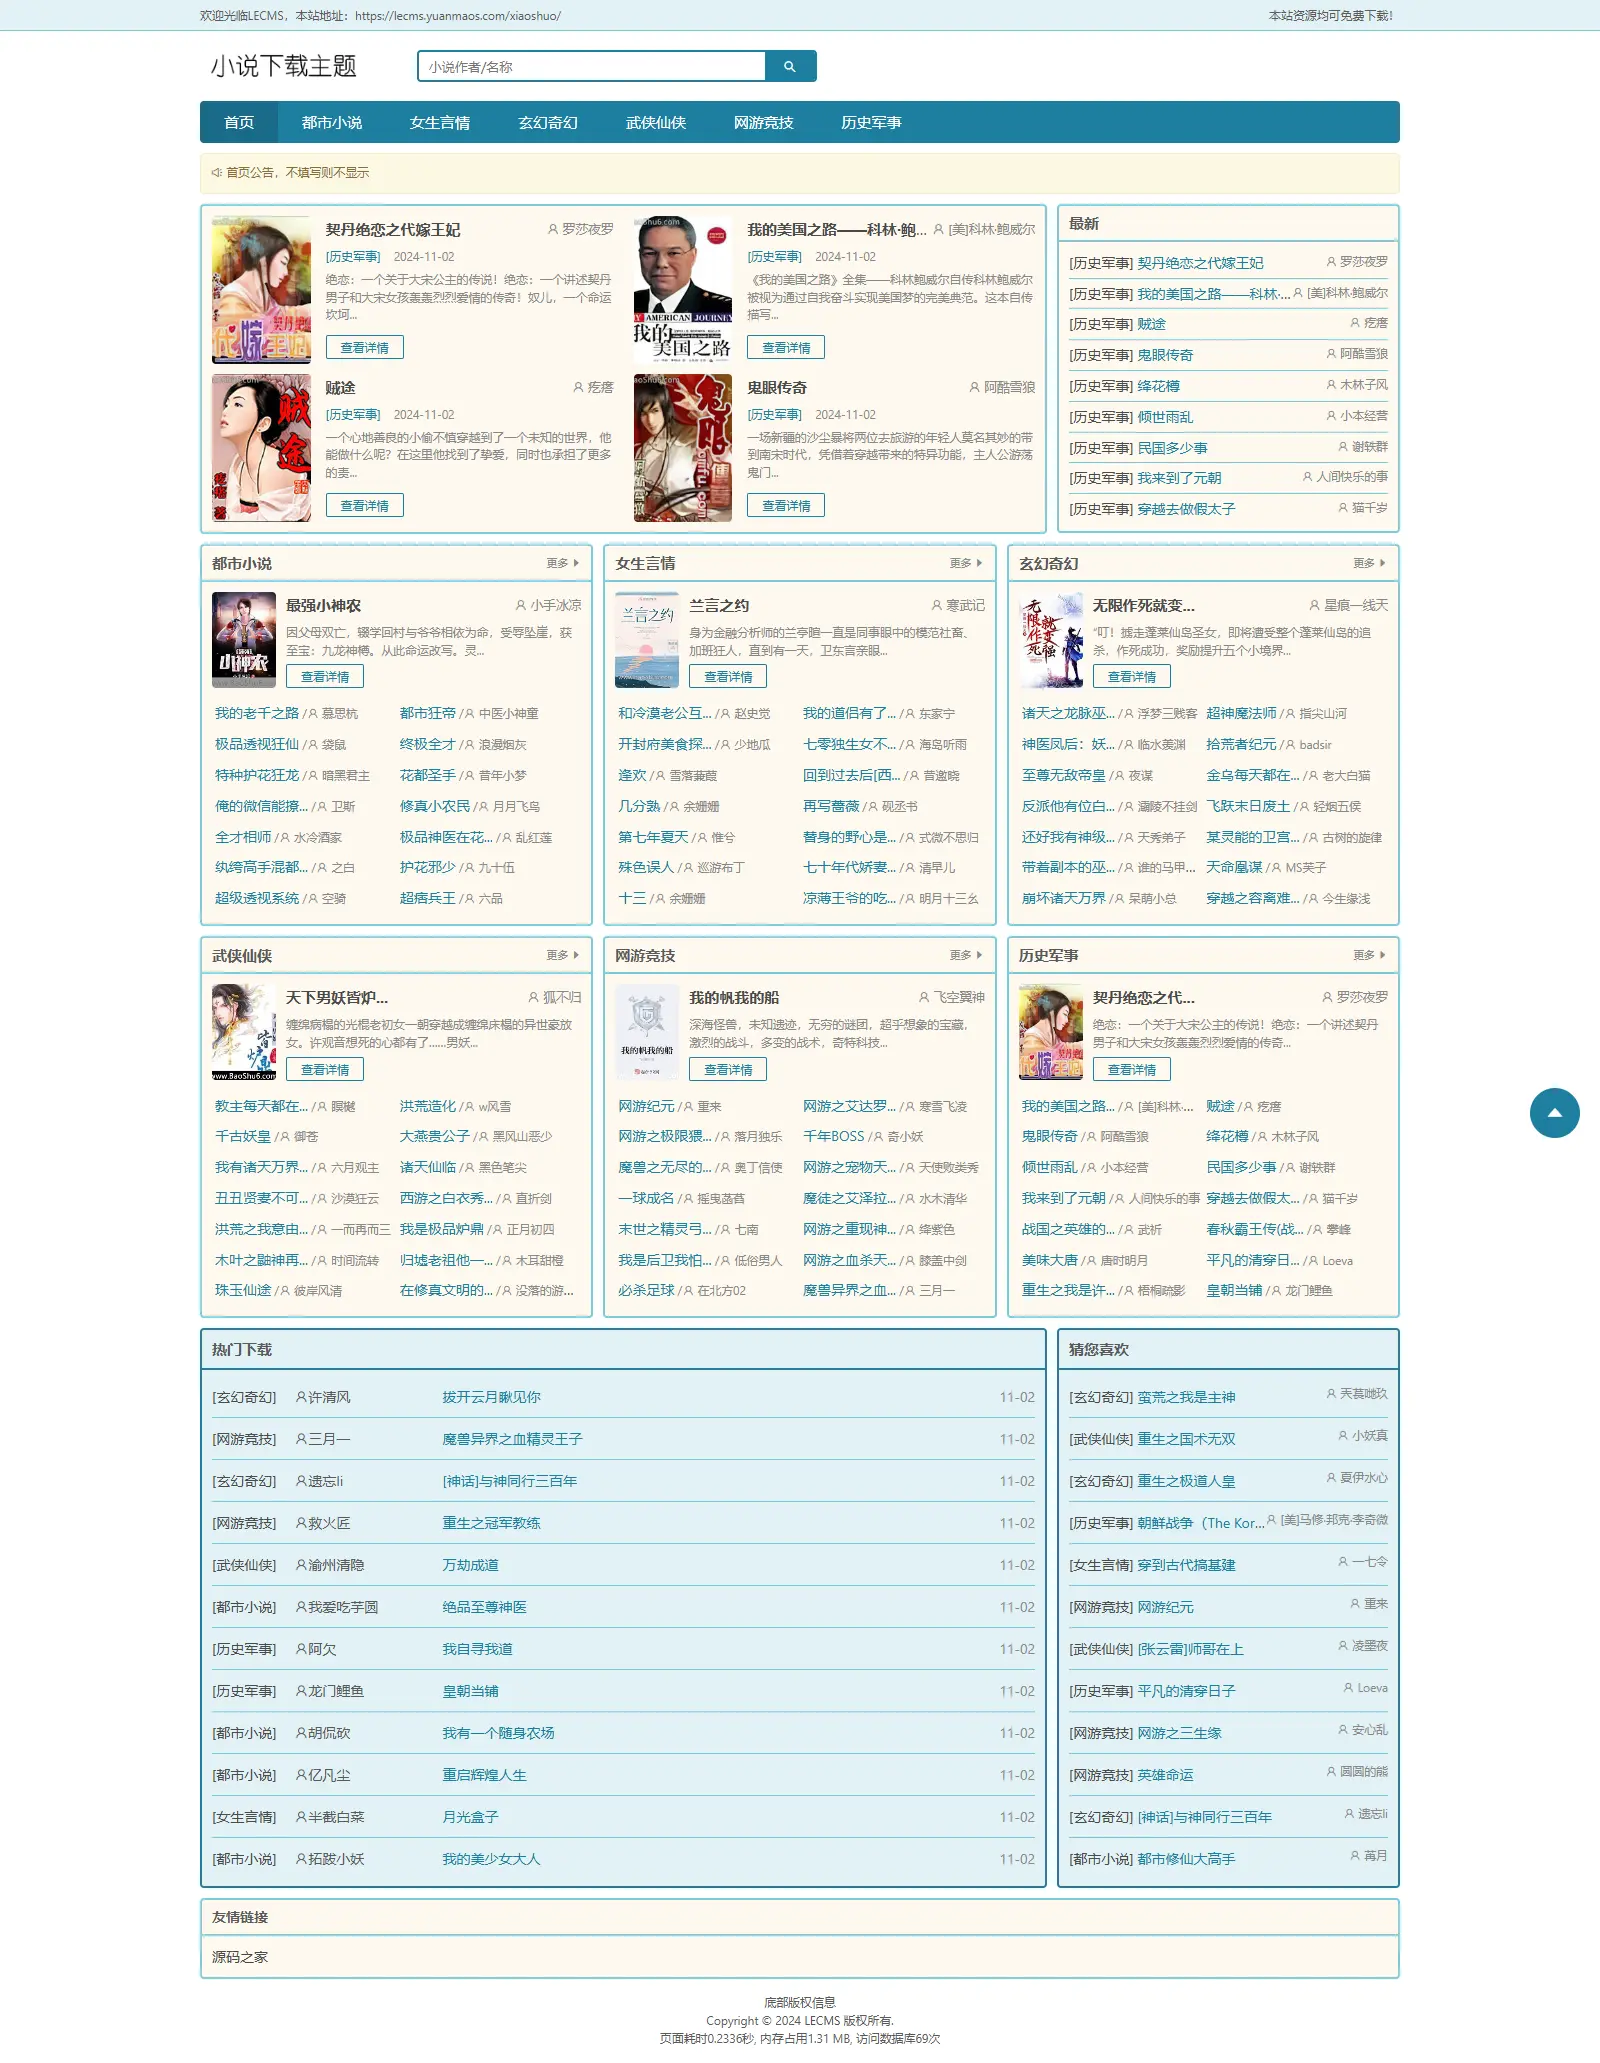 欢迎光临LECMS，本站地址：https://lecms.yuanmaos.com/xiaoshuo/
本站资源均可免费下载！
小说下载主题
小说作者/名称
首页 都市小说 女生言情 玄幻奇幻 武侠仙侠 网游竞技 历史军事
首页公告，不填写则不显示
契丹绝恋之代嫁王妃 罗莎夜罗
[历史军事] 2024-11-02
绝恋：一个关于大宋公主的传说！绝恋：一个讲述契丹
男子和大宋女孩轰轰烈烈爱情的传奇！奴儿，一个命运
坎坷...
查看详情
我的美国之路——科林·鲍... [美]科林·鲍威尔
[历史军事] 2024-11-02
《我的美国之路》全集——科林鲍威尔自传科林鲍威尔
被视为通过自我奋斗实现美国梦的完美典范。这本自传
描写...
查看详情
贼途 疙瘩
[历史军事] 2024-11-02
一个心地善良的小偷不慎穿越到了一个未知的世界，他
能做什么呢？在这里他找到了挚爱，同时也承担了更多
的责...
查看详情
鬼眼传奇 阿酷雪狼
[历史军事] 2024-11-02
一场新疆的沙尘暴将两位去旅游的年轻人莫名其妙的带
到南宋时代，凭借着穿越带来的特异功能，主人公游荡
鬼门...
查看详情
最新
[历史军事] 契丹绝恋之代嫁王妃 罗莎夜罗
[历史军事] 我的美国之路——科林·... [美]科林·鲍威尔
[历史军事] 贼途 疙瘩
[历史军事] 鬼眼传奇 阿酷雪狼
[历史军事] 绛花樽 木林子风
[历史军事] 倾世雨乱 小本经营
[历史军事] 民国多少事 谢轶群
[历史军事] 我来到了元朝 人间快乐的事
[历史军事] 穿越去做假太子 猫千岁
都市小说 更多
最强小神农 小手冰凉
因父母双亡，辍学回村与爷爷相依为命，受辱坠崖，获
至宝：九龙神樽。从此命运改写。灵...
查看详情
我的老千之路 / 慕思杭 都市狂帝 / 中医小神童
极品透视狂仙 / 袋鼠 终极全才 / 浪漫烟灰
特种护花狂龙 / 暗黑君主 花都圣手 / 昔年小梦
俺的微信能撩... / 卫斯 修真小农民 / 月月飞鸟
全才相师 / 水冷酒家 极品神医在花... / 乱红莲
纨绔高手混都... / 之白 护花邪少 / 九十伍
超级透视系统 / 空骑 超痞兵王 / 六品
女生言情 更多
兰言之约 寒武记
身为金融分析师的兰亭暄一直是同事眼中的模范社畜、
加班狂人，直到有一天，卫东言亲眼...
查看详情
和冷漠老公互... / 赵史觉 我的道侣有了... / 东家宁
开封府美食探... / 少地瓜 七零独生女不... / 海岛听雨
逢欢 / 雪落蒹葭 回到过去后[西... / 昔邀晓
几分熟 / 余姗姗 再写蔷薇 / 砚丞书
第七年夏天 / 惟兮 替身的野心是... / 式微不思归
殊色误人 / 巡游布丁 七十年代娇妻... / 清早儿
十三 / 余姗姗 凉薄王爷的吃... / 明月十三幺
玄幻奇幻 更多
无限作死就变... 星痕一线天
“叮！掳走蓬莱仙岛圣女，即将遭受整个蓬莱仙岛的追
杀，作死成功，奖励提升五个小境界...
查看详情
诸天之龙脉巫... / 浮梦三贱客 超神魔法师 / 指尖山河
神医凤后：妖... / 临水羡渊 拾荒者纪元 / badsir
至尊无敌帝皇 / 夜谋 金乌每天都在... / 老大白猫
反派他有位白... / 灞陵不挂剑 飞跃末日废土 / 轻烟五侯
还好我有神级... / 天秀弟子 某灵能的卫宫... / 古树的旋律
带着副本的巫... / 谁的马甲... 天命凰谋 / MS芙子
崩坏诸天万界 / 呆萌小总 穿越之容离难... / 今生缘浅
武侠仙侠 更多
天下男妖皆炉... 狐不归
缠绵病榻的光棍老初女一朝穿越成缠绵床榻的异世豪放
女。许观音想死的心都有了……男妖...
查看详情
教主每天都在... / 暝樾 洪荒造化 / w风雪
千古妖皇 / 御苍 大燕贵公子 / 黑风山恶少
我有诸天万界... / 六月观主 诸天仙临 / 黑色笔尖
丑丑贤妻不可... / 沙漠狂云 西游之白衣秀... / 直折剑
洪荒之我意由... / 一而再而三 我是极品炉鼎 / 正月初四
木叶之鼬神再... / 时间流转 归墟老祖他一... / 木耳甜橙
珠玉仙途 / 彼岸风清 在修真文明的... / 没落的游...
网游竞技 更多
我的帆我的船 飞空翼神
深海怪兽，未知遗迹，无穷的谜团，超乎想象的宝藏，
激烈的战斗，多变的战术，奇特科技...
查看详情
网游纪元 / 重来 网游之艾达罗... / 寒雪飞凌
网游之极限猥... / 落月独乐 千年BOSS / 奇小妖
魔兽之无尽的... / 奥丁信使 网游之宠物天... / 天使败类秀
一球成名 / 摇曳菡萏 魔徒之艾泽拉... / 水木清华
末世之精灵弓... / 七南 网游之重现神... / 绛紫色
我是后卫我怕... / 低俗男人 网游之血杀天... / 膝盖中剑
必杀足球 / 在北方02 魔兽异界之血... / 三月一
历史军事 更多
契丹绝恋之代... 罗莎夜罗
绝恋：一个关于大宋公主的传说！绝恋：一个讲述契丹
男子和大宋女孩轰轰烈烈爱情的传奇...
查看详情
我的美国之路... / [美]科林·... 贼途 / 疙瘩
鬼眼传奇 / 阿酷雪狼 绛花樽 / 木林子风
倾世雨乱 / 小本经营 民国多少事 / 谢轶群
我来到了元朝 / 人间快乐的事 穿越去做假太... / 猫千岁
战国之英雄的... / 武祈 春秋霸王传(战... / 攀峰
美味大唐 / 唐时明月 平凡的清穿日... / Loeva
重生之我是许... / 梧桐疏影 皇朝当铺 / 龙门鲤鱼
热门下载
[玄幻奇幻] 许清风 拔开云月瞅见你 11-02
[网游竞技] 三月一 魔兽异界之血精灵王子 11-02
[玄幻奇幻] 遗忘li [神话]与神同行三百年 11-02
[网游竞技] 救火匠 重生之冠军教练 11-02
[武侠仙侠] 渝州清隐 万劫成道 11-02
[都市小说] 我爱吃芋圆 绝品至尊神医 11-02
[历史军事] 阿欠 我自寻我道 11-02
[历史军事] 龙门鲤鱼 皇朝当铺 11-02
[都市小说] 胡侃砍 我有一个随身农场 11-02
[都市小说] 亿凡尘 重启辉煌人生 11-02
[女生言情] 半截白菜 月光盒子 11-02
[都市小说] 拓跋小妖 我的美少女大人 11-02
猜您喜欢
[玄幻奇幻] 蛮荒之我是主神
[武侠仙侠] 重生之国术无双 小妖真
[玄幻奇幻] 重生之极道人皇 夏伊水心
[历史军事] 朝鲜战争（The Kor... [美]马修·邦克·李奇微
[女生言情] 穿到古代搞基建 一七令
[网游竞技] 网游纪元 重来
[武侠仙侠] [张云雷]师哥在上 凌墨夜
[历史军事] 平凡的清穿日子 Loeva
[网游竞技] 网游之三生缘 安心乱
[网游竞技] 英雄命运 圆圆的熊
[玄幻奇幻] [神话]与神同行三百年 遗忘li
[都市小说] 都市修仙大高手 苒月
友情链接
源码之家
底部版权信息
Copyright © 2024 LECMS 版权所有.
页面耗时0.2336秒, 内存占用1.31 MB, 访问数据库69次